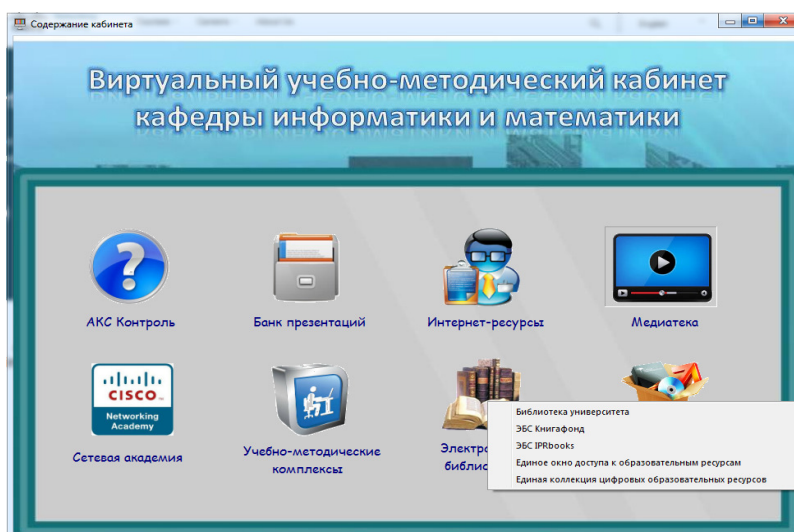 Содержание кабинета
Виртуальный учебно-методический кабинет
кафедры информатики и математики
АКС Контроль
Банк презентаций
Интернет-ресурсы
Медиатека
CISCO
Networking
Academy
Сетевая академия
Учебно-методические
комплексы
Электро
библис
Библиотека университета
ЭБС Книгафонд
ЭБС IPRbooks
Единое окно доступа к образовательным ресурсам
Единая коллекция цифровых образовательных ресурсов